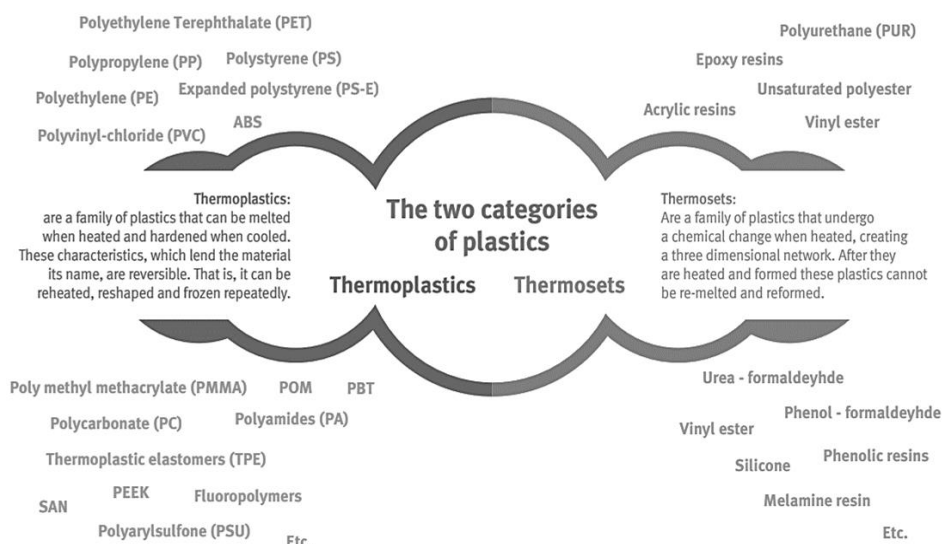 Polyethylene Terephthalate (PET)
Polypropylene (PP)
Polystyrene (PS)
Polyethylene (PE)
Expanded polystyrene (PS-E)
Polyvinyl-chloride (PVC)
ABS
Polyurethane (PUR)
Epoxy resins
Unsaturated polyester
Acrylic resins
Vinyl ester
Thermoplastics:
are a family of plastics that can be melted
when heated and hardened when cooled.
These characteristics, which lend the material
its name, are reversible. That is, it can be
reheated, reshaped and frozen repeatedly.
The two categories
of plastics
Thermoplastics
Thermosets
Thermosets:
Are a family of plastics that undergo
a chemical change when heated, creating
a three dimensional network. After they
are heated and formed these plastics cannot
be re-melted and reformed.
Poly methyl methacrylate (PMMA)
POM
PBT
Polycarbonate (PC)
Polyamides (PA)
Thermoplastic elastomers (TPE)
SAN
PEEK
Fluoropolymers
Polyarylsulfone (PSU)
Etc
Urea - formaldeyhde
Phenol - formaldeyhde
Vinyl ester
Phenolic resins
Silicone
Melamine resin
Etc.